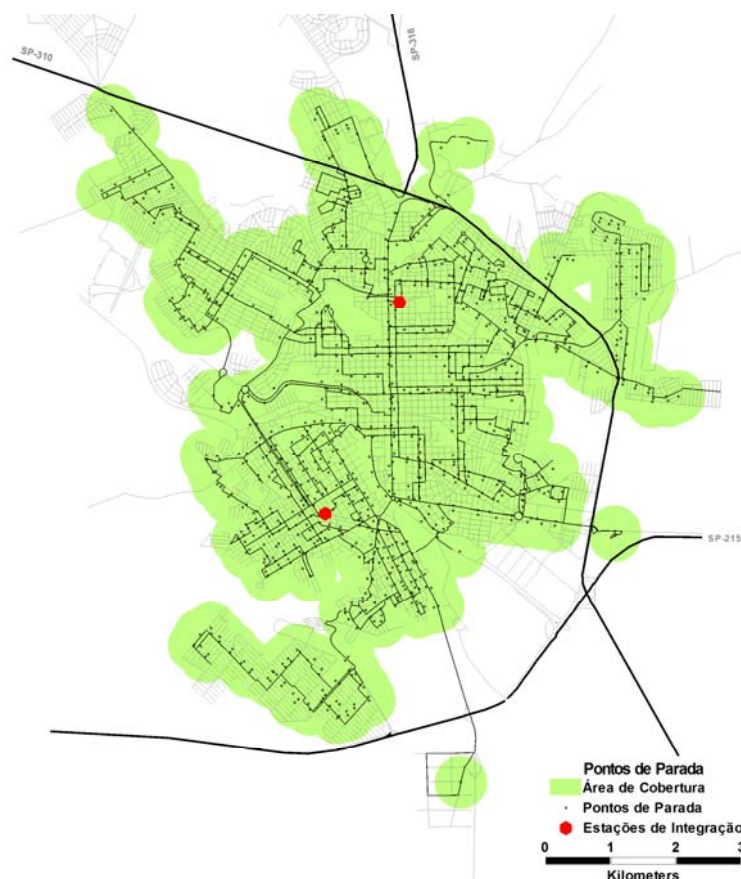 SP-310
SP-318
SP-215
Pontos de Parada
Área de Cobertura
Pontos de Parada
Estações de Integração
0 1 2 3
Kilometers